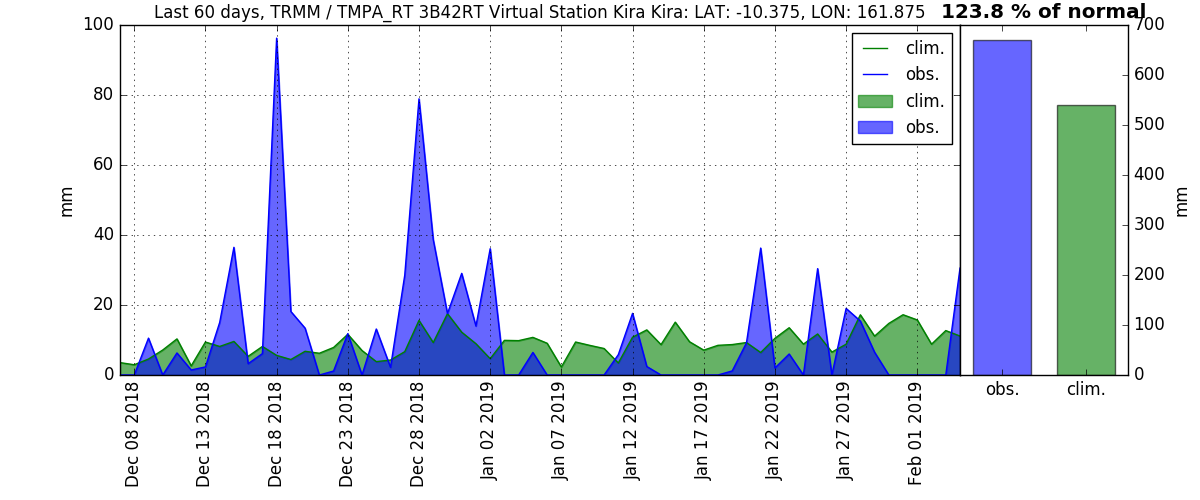 Last 60 days, TRMM / TMPA_RT 3B42RT Virtual Station Kira Kira: LAT: -10.375, LON: 161.875
123.8 % of normal
100
80
60
40
20
0
mm
clim.
obs.
clim.
obs.
Dec 08 2018
Dec 13 2018
Dec 18 2018
Dec 23 2018
Dec 28 2018
Jan 02 2019
Jan 07 2019
Jan 12 2019
Jan 17 2019
Jan 22 2019
Jan 27 2019
Feb 01 2019
700
600
500
400
300
200
100
0
mm
obs.
clim.